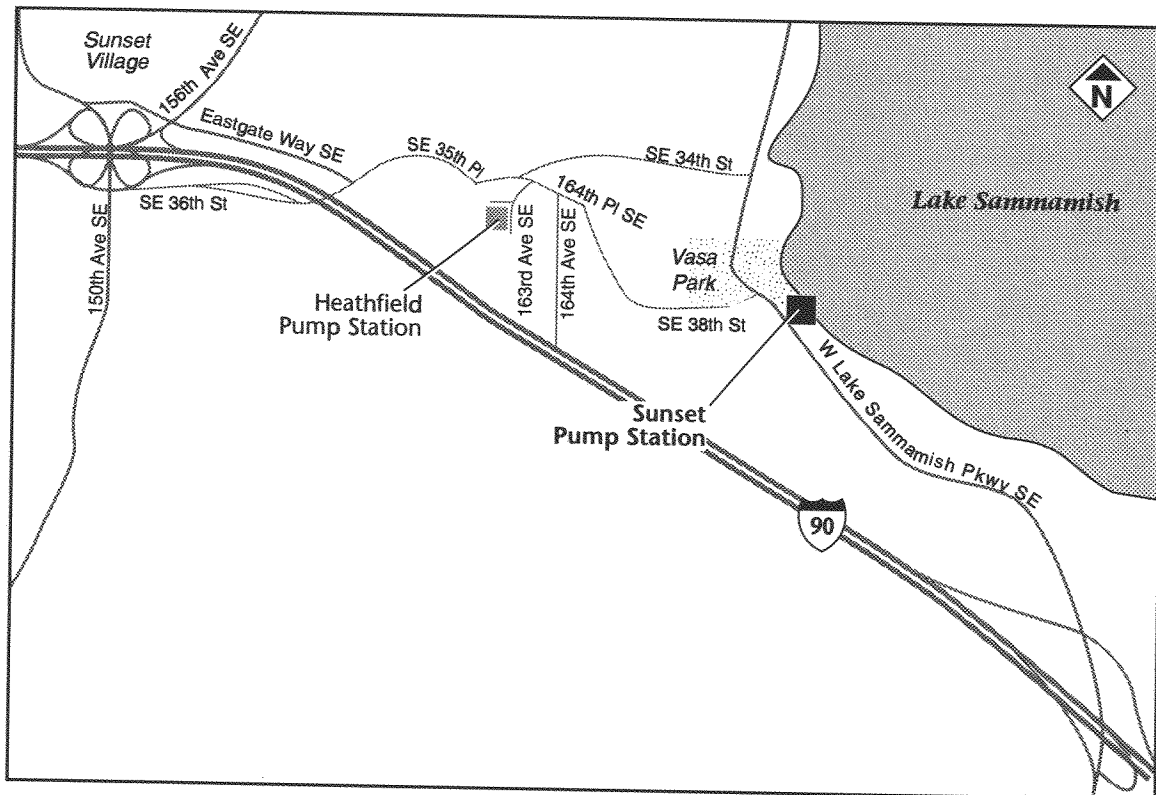 Sunset
Village
156th Ave SE
N
Eastgate Way SE
SE 35th Pl
SE 34th St
164th Pl SE
Lake Sammamish
SE 36th St
150th Ave SE
163rd Ave SE
164th Ave SE
Vasa
Park
Heathfield
Pump Station
SE 38th St
W Lake Sammamish Pkwy SE
Sunset
Pump Station
90